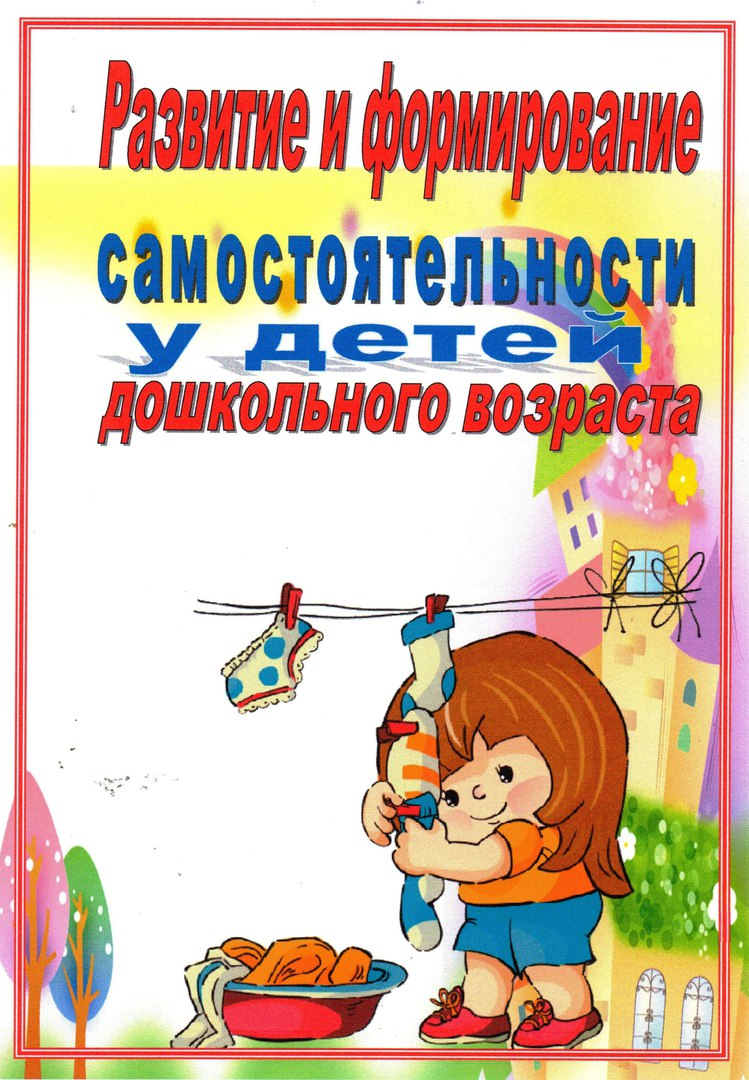 Развитие и формирование
самостоятельности
у детей
дошкольного возраста